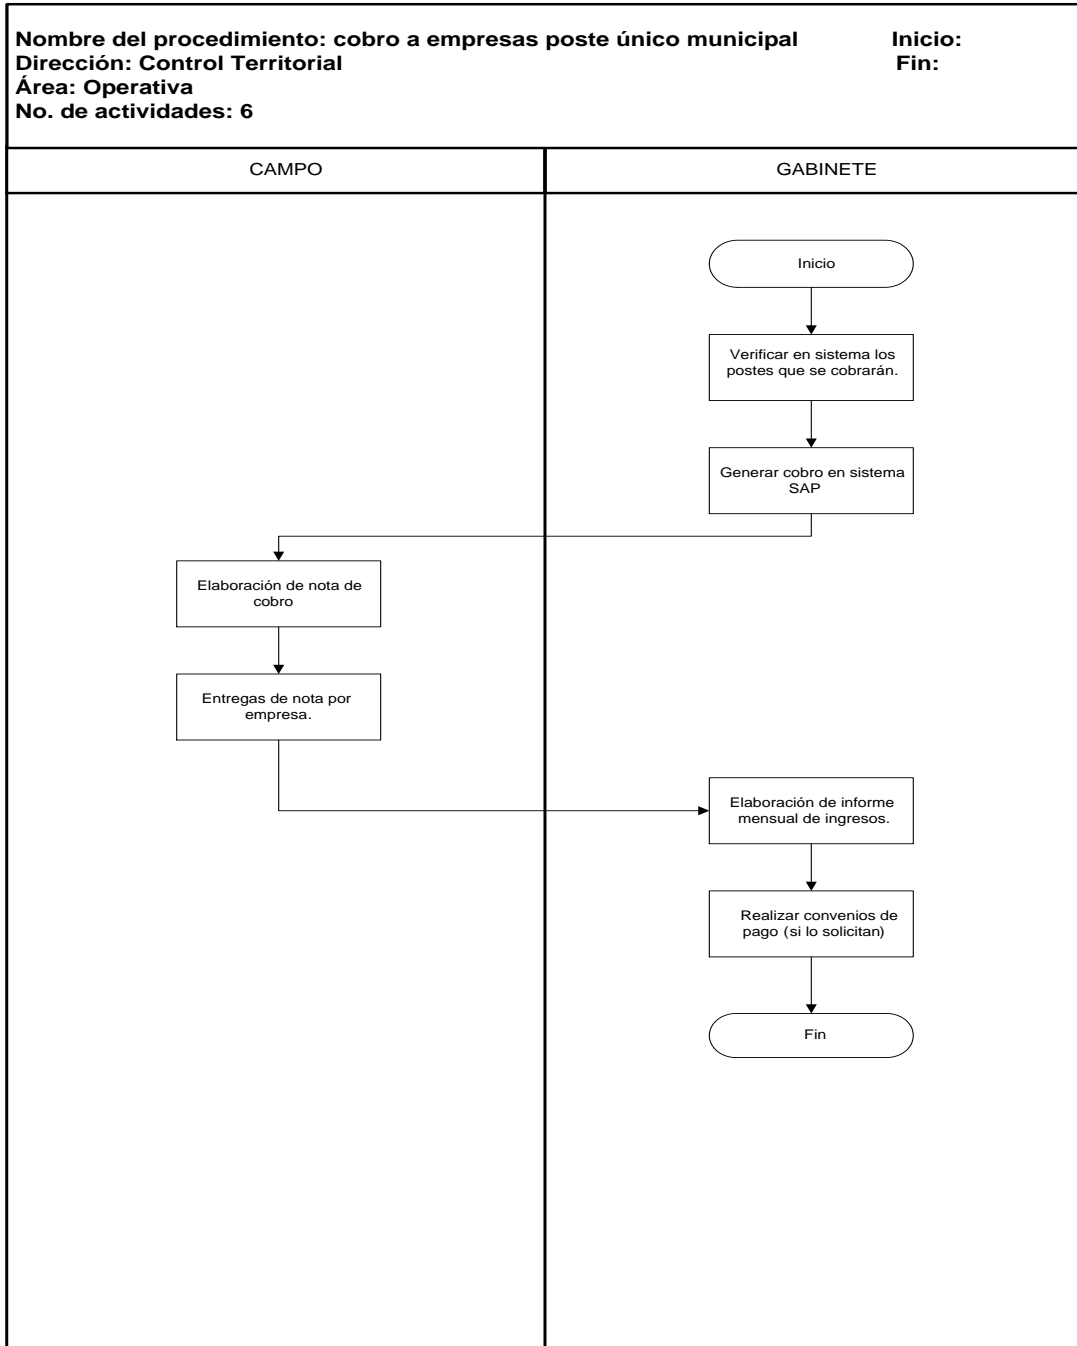 Nombre del procedimiento: cobro a empresas poste único municipal Inicio:
Dirección: Control Territorial Fin:
Área: Operativa
No. de actividades: 6
CAMPO GABINETE
Inicio
Verificar en sistema los
postes que se cobrarán.
Generar cobro en sistema
SAP
Elaboración de nota de
cobro
Entregas de nota por
empresa.
Elaboración de informe
mensual de ingresos.
Realizar convenios de
pago (si lo solicitan)
Fin